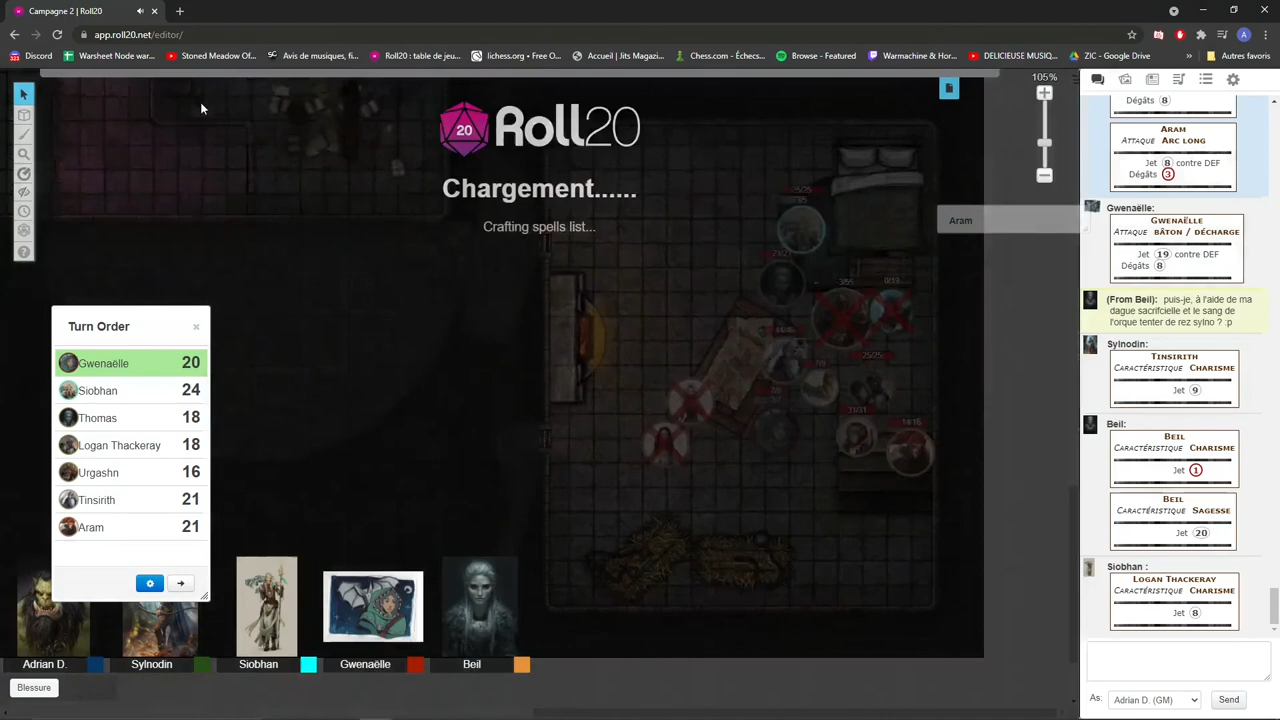 Campagne 2 | Roll20
app.roll20.net/editor/
Discord
Warsheet Node war...
Stoned Meadow Of...
Avis de musiques, fi...
Roll20 : table de jeu...
Iceberg • Free O...
Accueil | Jits Magazi...
Chess.com - Échecs...
Browse - Featured
Warmachine & Hor...
DELICIEUSE MUSIQ...
ZIC - Google Drive
»
Autres favoris
105%
20 Roll20
Chargement......
Crafting spells list...
Aram
Turn Order
Gwenaëlle 20
Siobhan 24
Thomas 18
Logan Thackeray 18
Urgashn 16
Tinsirith 21
Aram 21
Adrian D.
Sylnodin
Siobhan
Gwenaëlle
Beil
Blessure
Dégâts 8
ARAM
ATTAQUE ARC LONG
Jet 8 contre DEF
Dégâts 3
Gwenaëlle:
GWENAËLLE
ATTAQUE BÂTON / DÉCHARGE
Jet 19 contre DEF
Dégâts 8
(From Beil): puis-je, à l'aide de ma
dague sacrifcielle et le sang de
l'orque tenter de rez sylno ? :p
Sylnodin:
TINSIRITH
CARACTÉRISTIQUE CHARISME
Jet 9
Beil:
BEIL
CARACTÉRISTIQUE CHARISME
Jet 1
BEIL
CARACTÉRISTIQUE SAGESSE
Jet 20
Siobhan :
LOGAN THACKERAY
CARACTÉRISTIQUE CHARISME
Jet 8
As: Adrian D. (GM) Send